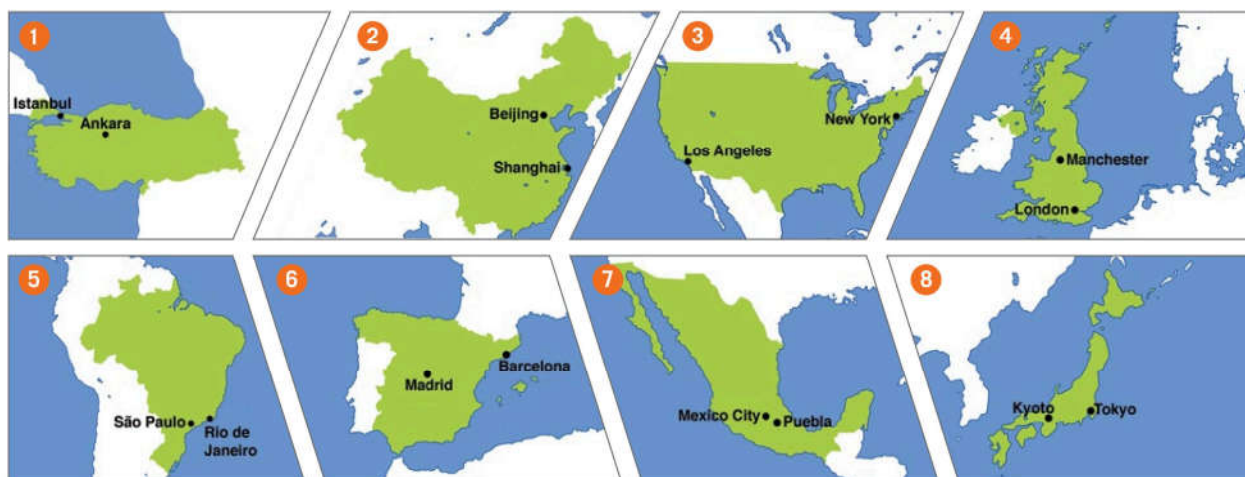 1
Istanbul
Ankara
2
Beijing
Shanghai
3
New York
Los Angeles
4
Manchester
London
5
São Paulo
Rio de
Janeiro
6
Barcelona
Madrid
7
Mexico City
Puebla
8
Kyoto
Tokyo